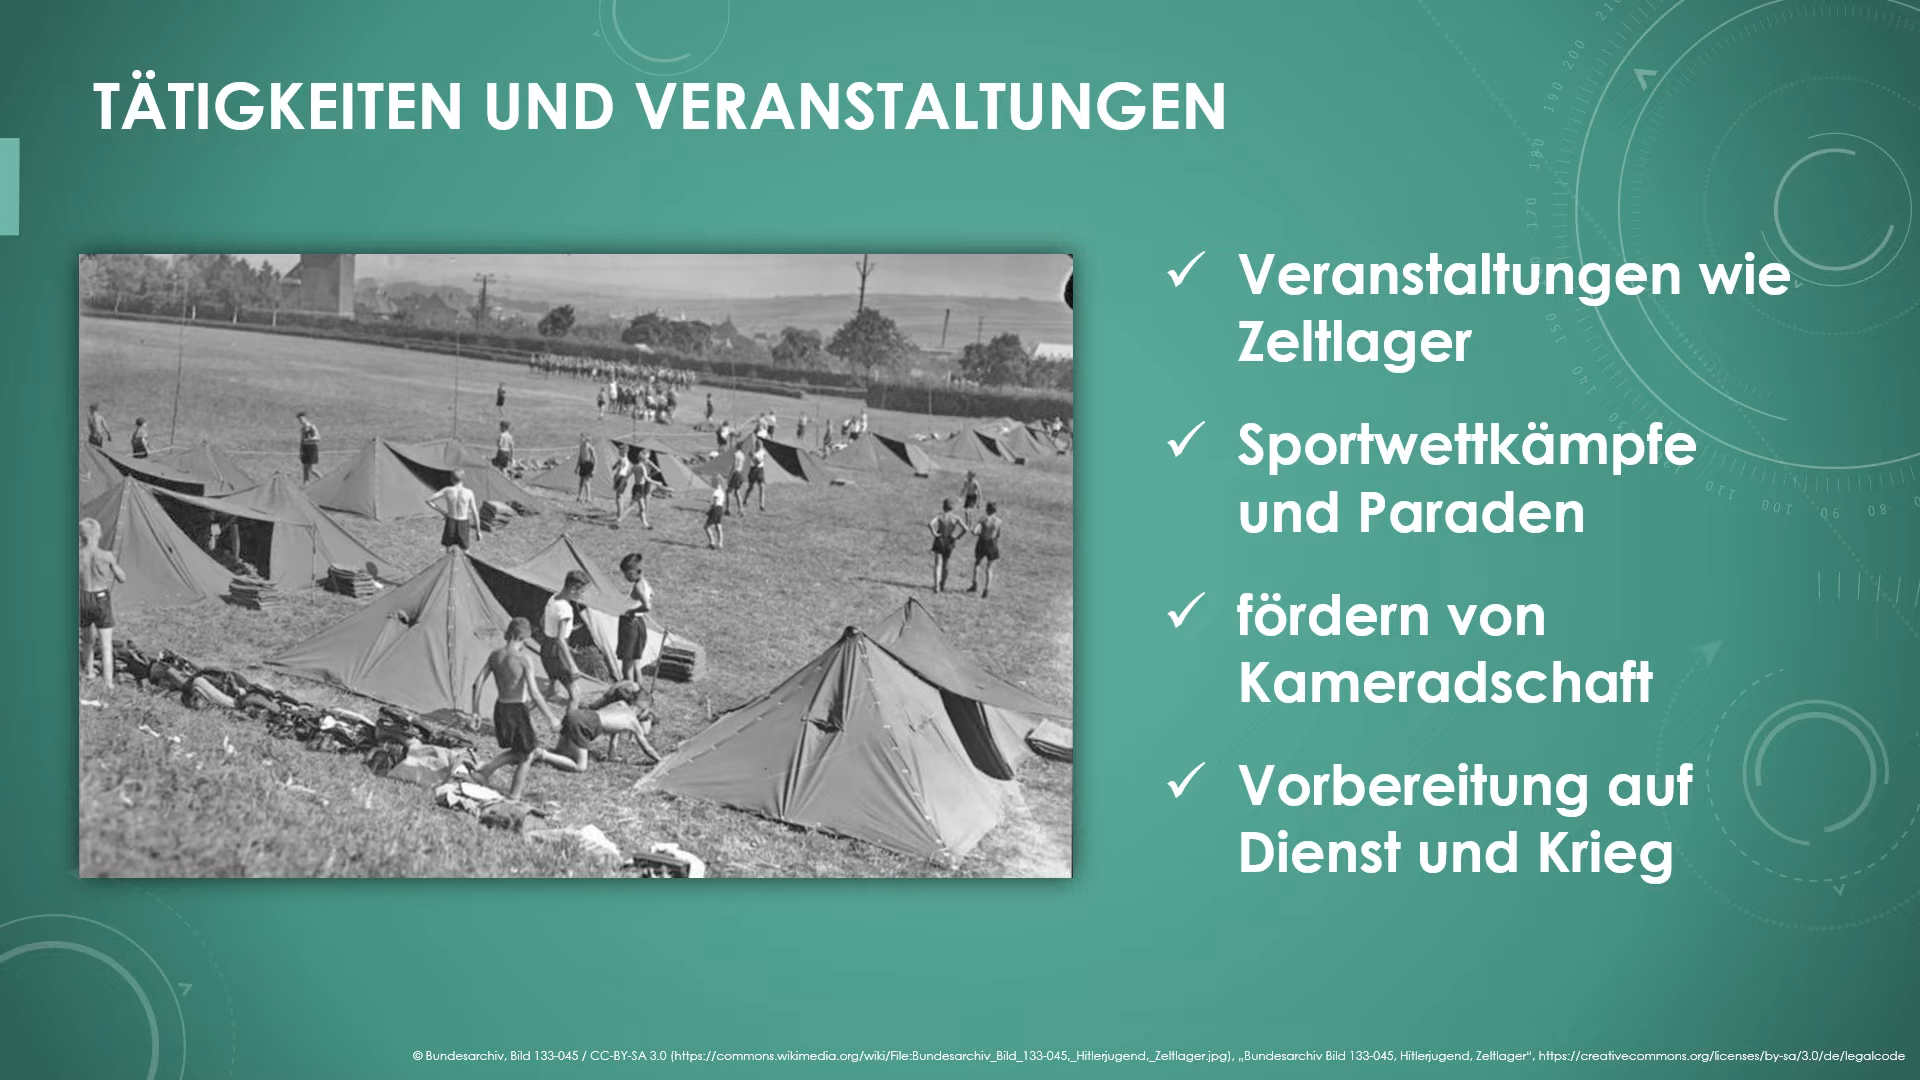 TÄTIGKEITEN UND VERANSTALTUNGEN
✓ Veranstaltungen wie
Zeltlager
✓ Sportwettkämpfe
und Paraden
✓ fördern von
Kameradschaft
✓ Vorbereitung auf
Dienst und Krieg
© Bundesarchiv, Bild 133-045 / CC-BY-SA 3.0 (https://commons.wikimedia.org/wiki/File:Bundesarchiv_Bild_133-045,_Hitlerjugend,_Zeltlager.jpg), „Bundesarchiv Bild 133-045, Hitlerjugend, Zeltlager“, https://creativecommons.org/licenses/by-sa/3.0/de/legalcode